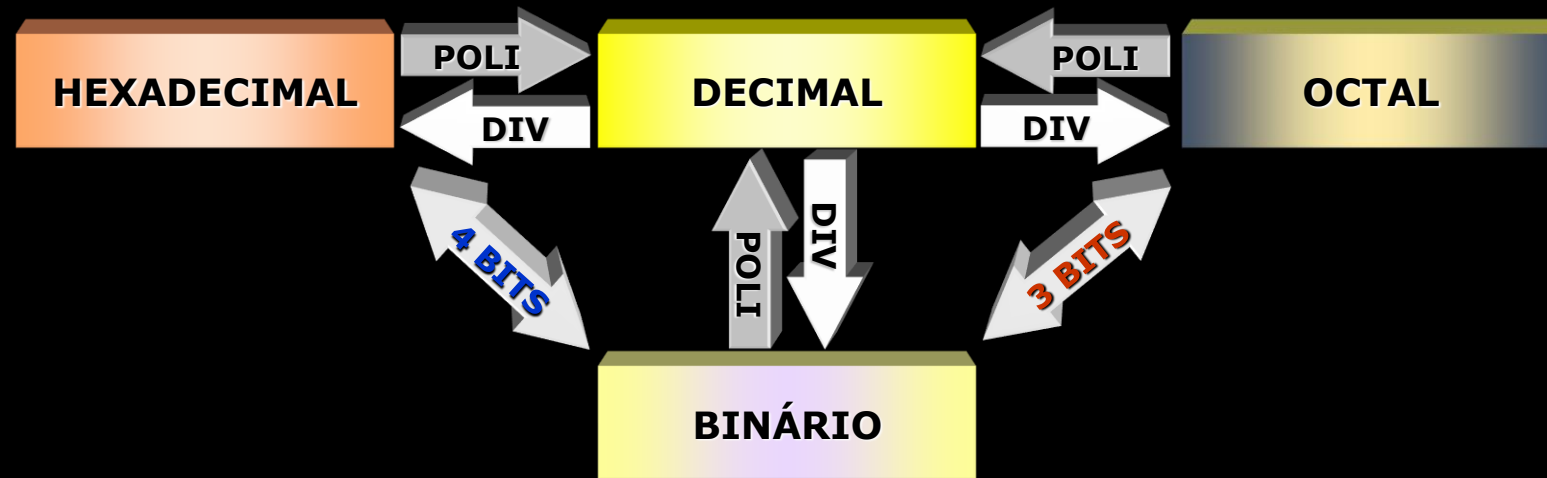 POLI
POLI
HEXADECIMAL
DECIMAL
OCTAL
DIV
DIV
4 BITS
POLI
DIV
3 BITS
BINÁRIO